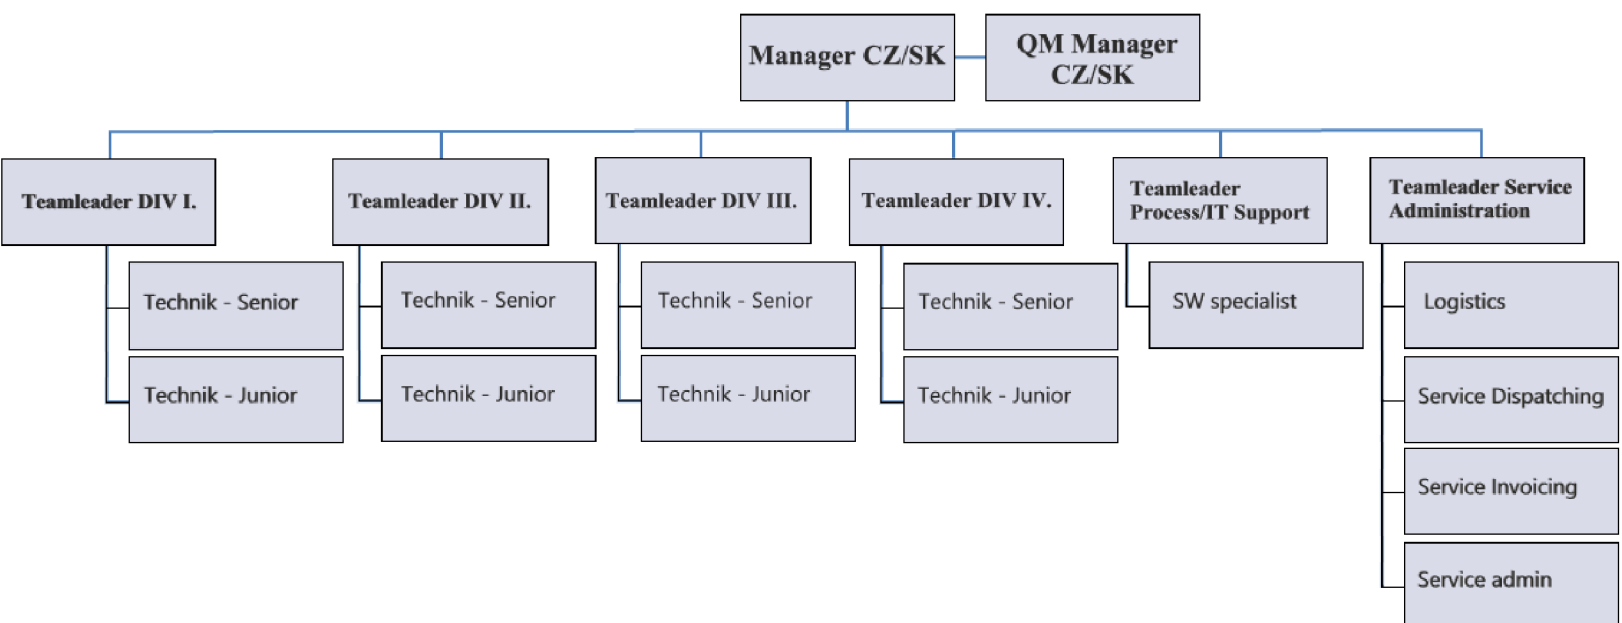 Manager CZ/SK
QM Manager
CZ/SK
Teamleader DIV I.
Teamleader DIV II.
Teamleader DIV III.
Teamleader DIV IV.
Teamleader
Process/IT Support
Teamleader Service
Administration
Technik - Senior
Technik - Senior
Technik - Senior
Technik - Senior
SW specialist
Logistics
Technik - Junior
Technik - Junior
Technik - Junior
Technik - Junior
Service Dispatching
Service Invoicing
Service admin